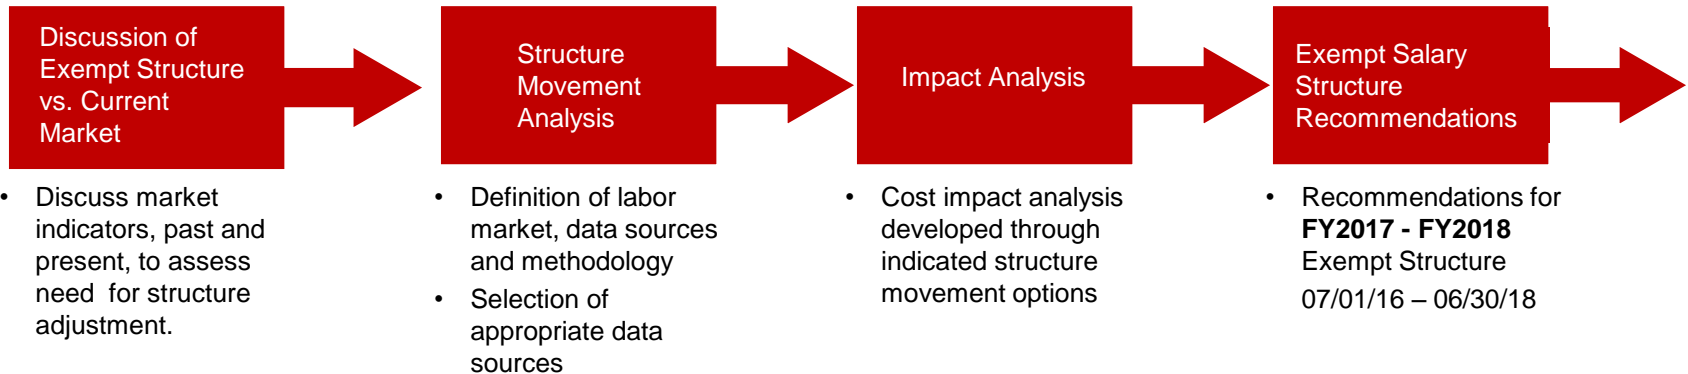 Discussion of
Exempt Structure
vs. Current
Market
• Discuss market
indicators, past and
present, to assess
need for structure
adjustment.
Structure
Movement
Analysis
• Definition of labor
market, data sources
and methodology
• Selection of
appropriate data
sources
Impact Analysis
• Cost impact analysis
developed through
indicated structure
movement options
Exempt Salary
Structure
Recommendations
• Recommendations for
FY2017 - FY2018
Exempt Structure
07/01/16 – 06/30/18